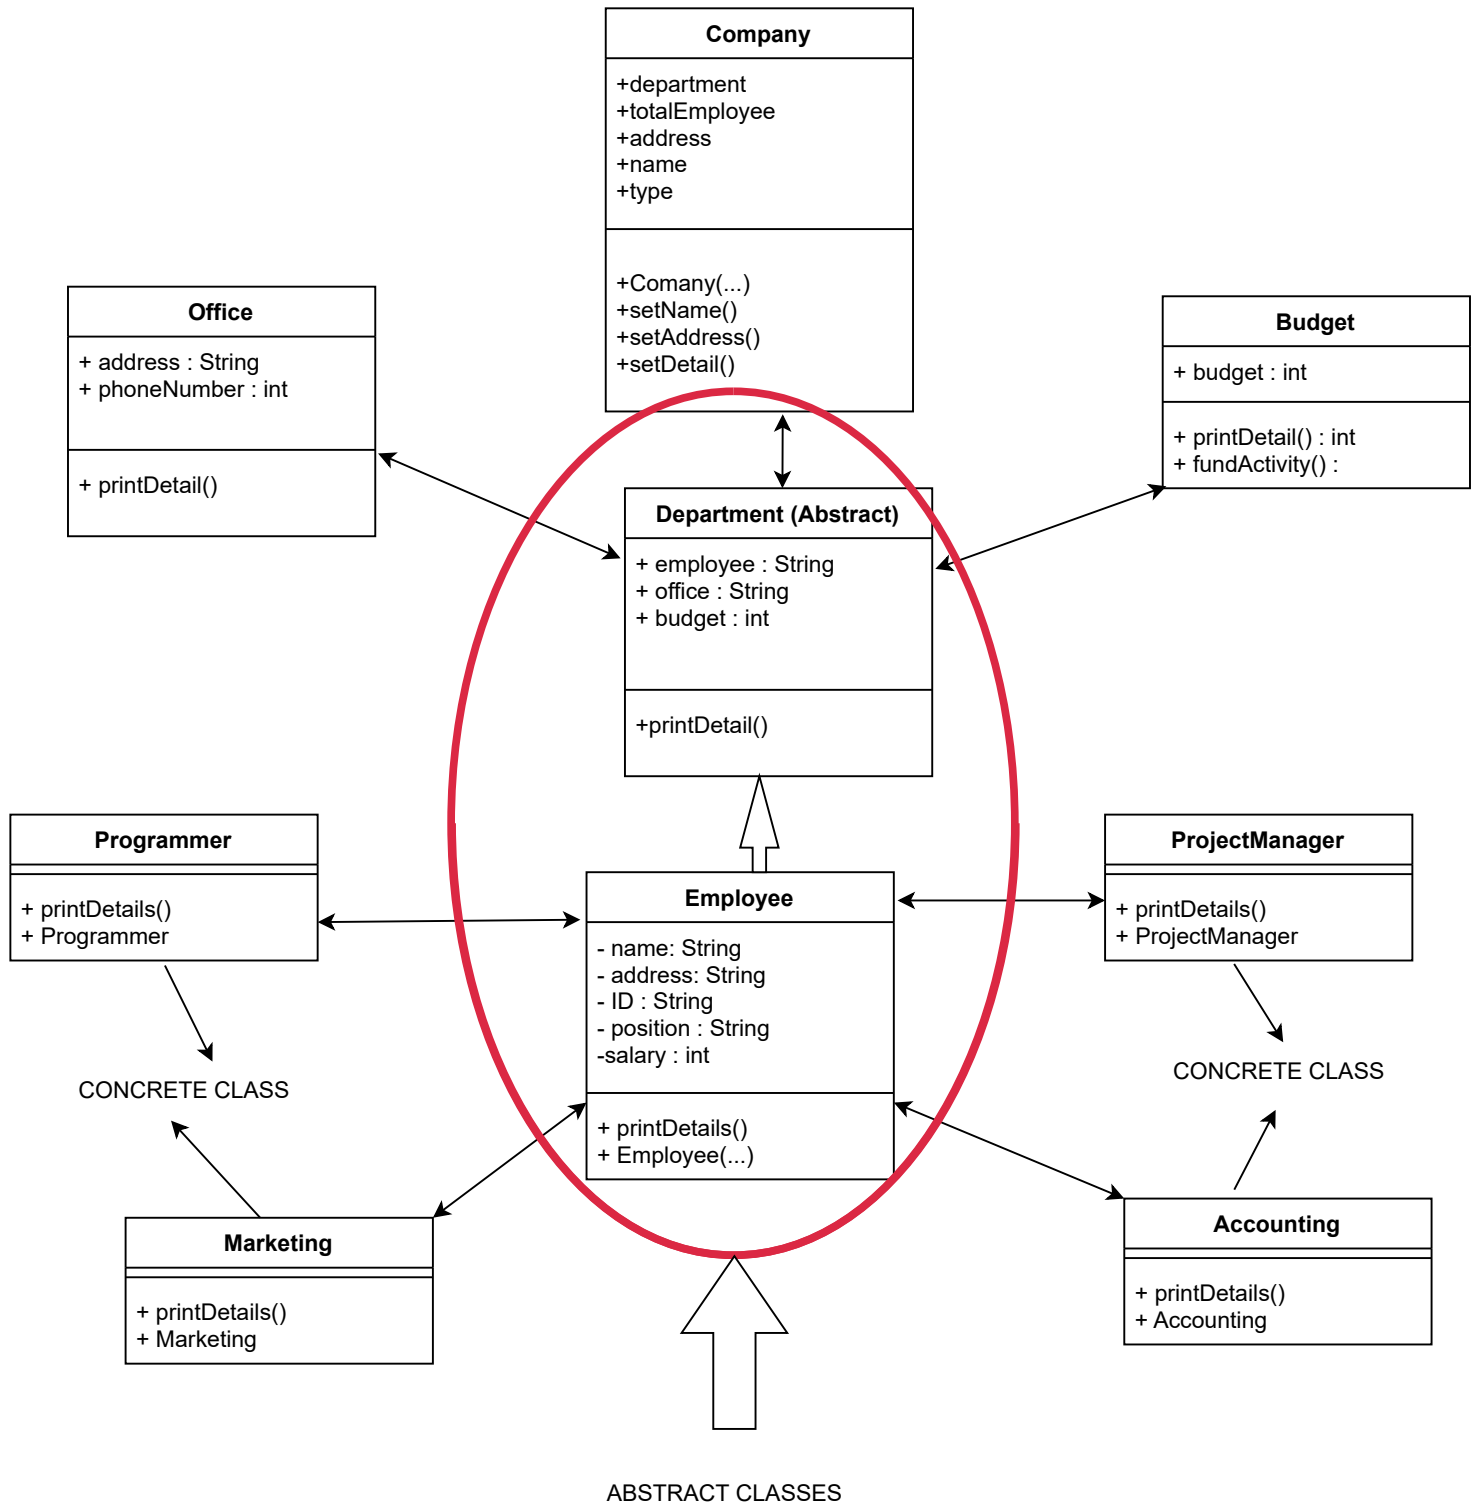 Company
+department
+totalEmployee
+address
+name
+type
+Comany(...)
+setName()
+setAddress()
+setDetail()
Office
+ address : String
+ phoneNumber : int
+ printDetail()
Budget
+ budget : int
+ printDetail() : int
+ fundActivity() :
Department (Abstract)
+ employee : String
+ office : String
+ budget : int
+printDetail()
Programmer
+ printDetails()
+ Programmer
Employee
- name: String
- address: String
- ID : String
- position : String
-salary : int
+ printDetails()
+ Employee(...)
ProjectManager
+ printDetails()
+ ProjectManager
CONCRETE CLASS
CONCRETE CLASS
Marketing
+ printDetails()
+ Marketing
Accounting
+ printDetails()
+ Accounting
ABSTRACT CLASSES